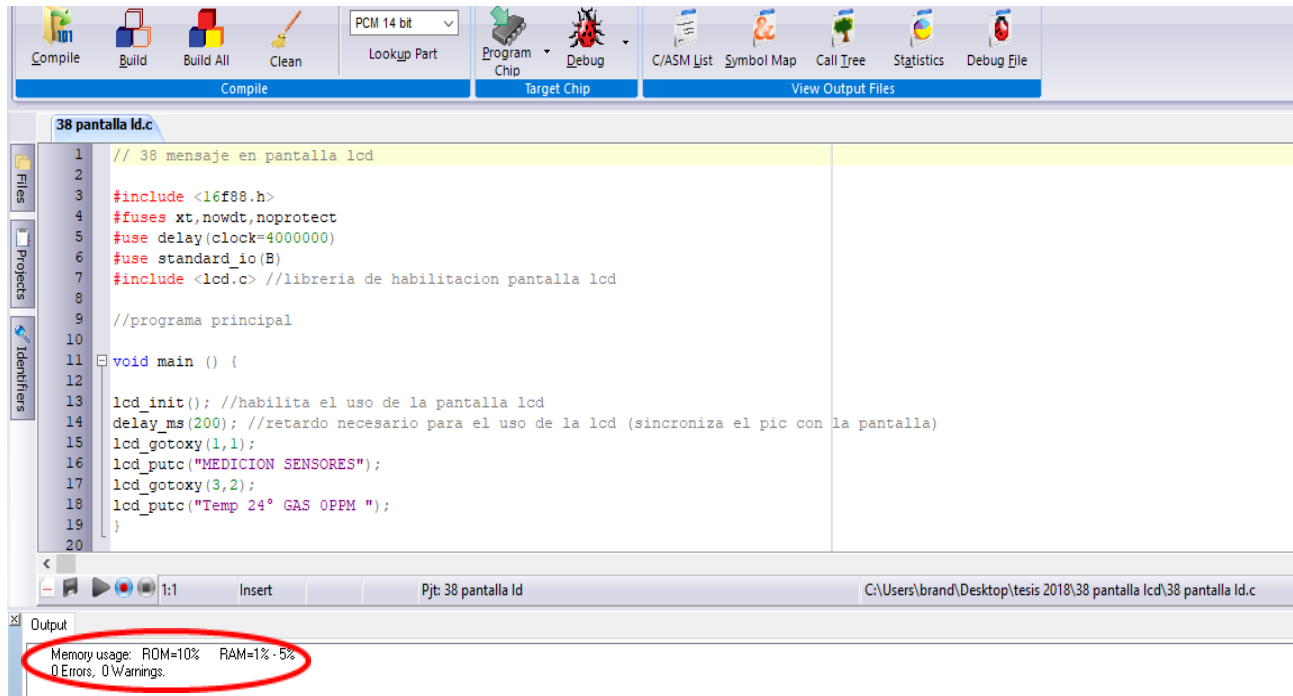 PCM 14 bit
Compile Build Build All Clean Lookup Part Program Chip Debug C/ASM List Symbol Map Call Tree Statistics Debug File
Compile Target Chip View Output Files
38 pantalla ld.c
Files
Projects
Identifiers
1 // 38 mensaje en pantalla lcd
2
3 #include <16f88.h>
4 #fuses xt,nowdt,noprotect
5 #use delay(clock=4000000)
6 #use standard_io(B)
7 #include <lcd.c> //libreria de habilitacion pantalla lcd
8
9 //programa principal
10
11 void main () {
12
13 lcd_init(); //habilita el uso de la pantalla lcd
14 delay_ms(200); //retardo necesario para el uso de la lcd (sincroniza el pic con la pantalla)
15 lcd_gotoxy(1,1);
16 lcd_putc("MEDICION SENSORES");
17 lcd_gotoxy(3,2);
18 lcd_putc("Temp 24° GAS 0PPM ");
19 }
20
1:1 Insert Pjt: 38 pantalla ld C:\Users\brand\Desktop\tesis 2018\38 pantalla lcd\38 pantalla ld.c
Output
Memory usage: ROM=10% RAM=1% - 5%
0 Errors, 0 Warnings.